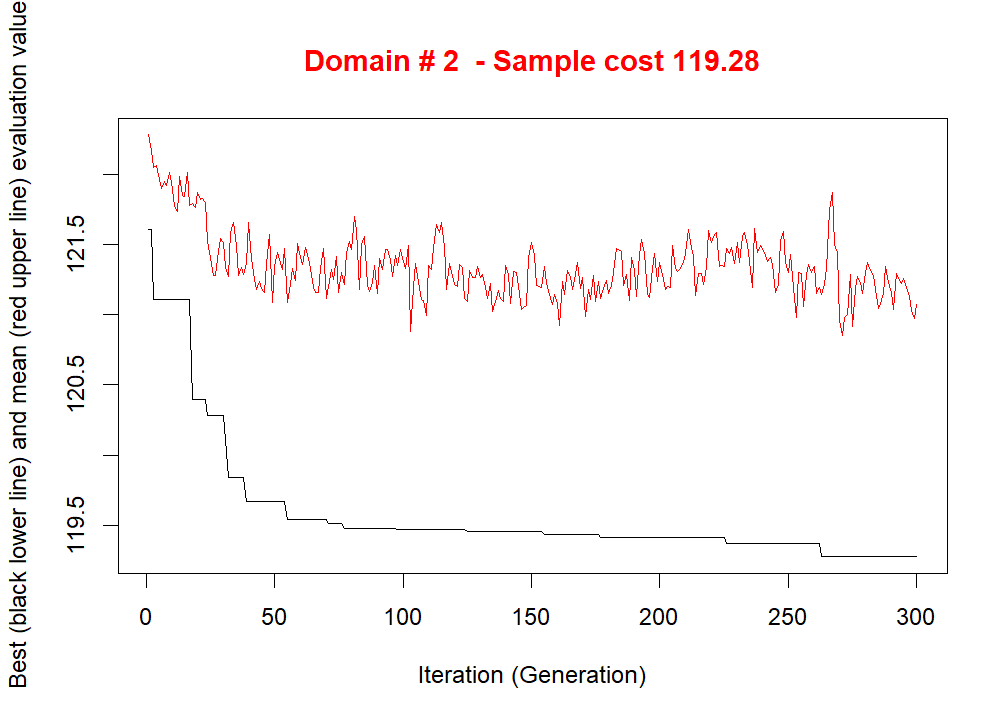 Domain # 2  - Sample cost 119.28
Best (black lower line) and mean (red upper line) evaluation value
121.5
120.5
119.5
0 50 100 150 200 250 300
Iteration (Generation)